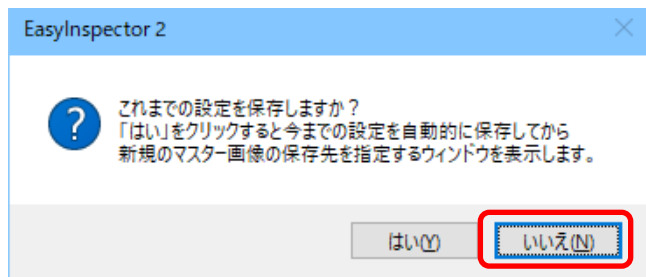 EasyInspector 2
これまでの設定を保存しますか？
「はい」をクリックすると今までの設定を自動的に保存してから
新規のマスター画像の保存先を指定するウィンドウを表示します。
はい(Y)
いいえ(N)